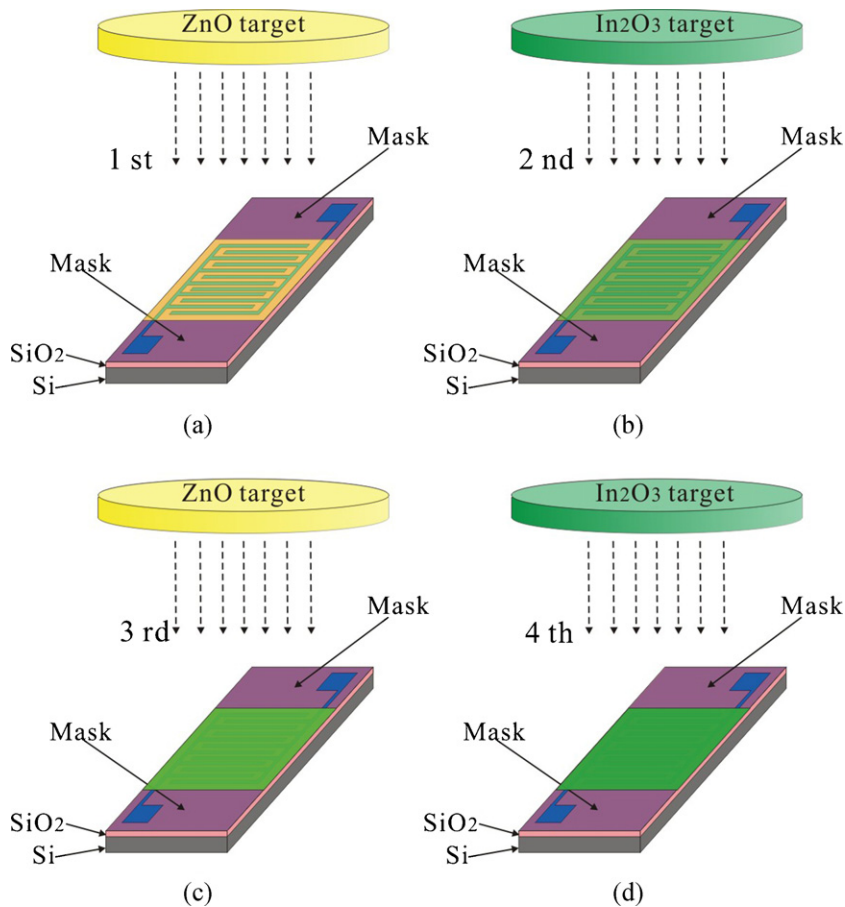 ZnO target
1 st
Mask
Mask
SiO2
Si
(a)
In2O3 target
2 nd
Mask
Mask
SiO2
Si
(b)
ZnO target
3 rd
Mask
Mask
SiO2
Si
(c)
In2O3 target
4 th
Mask
Mask
SiO2
Si
(d)